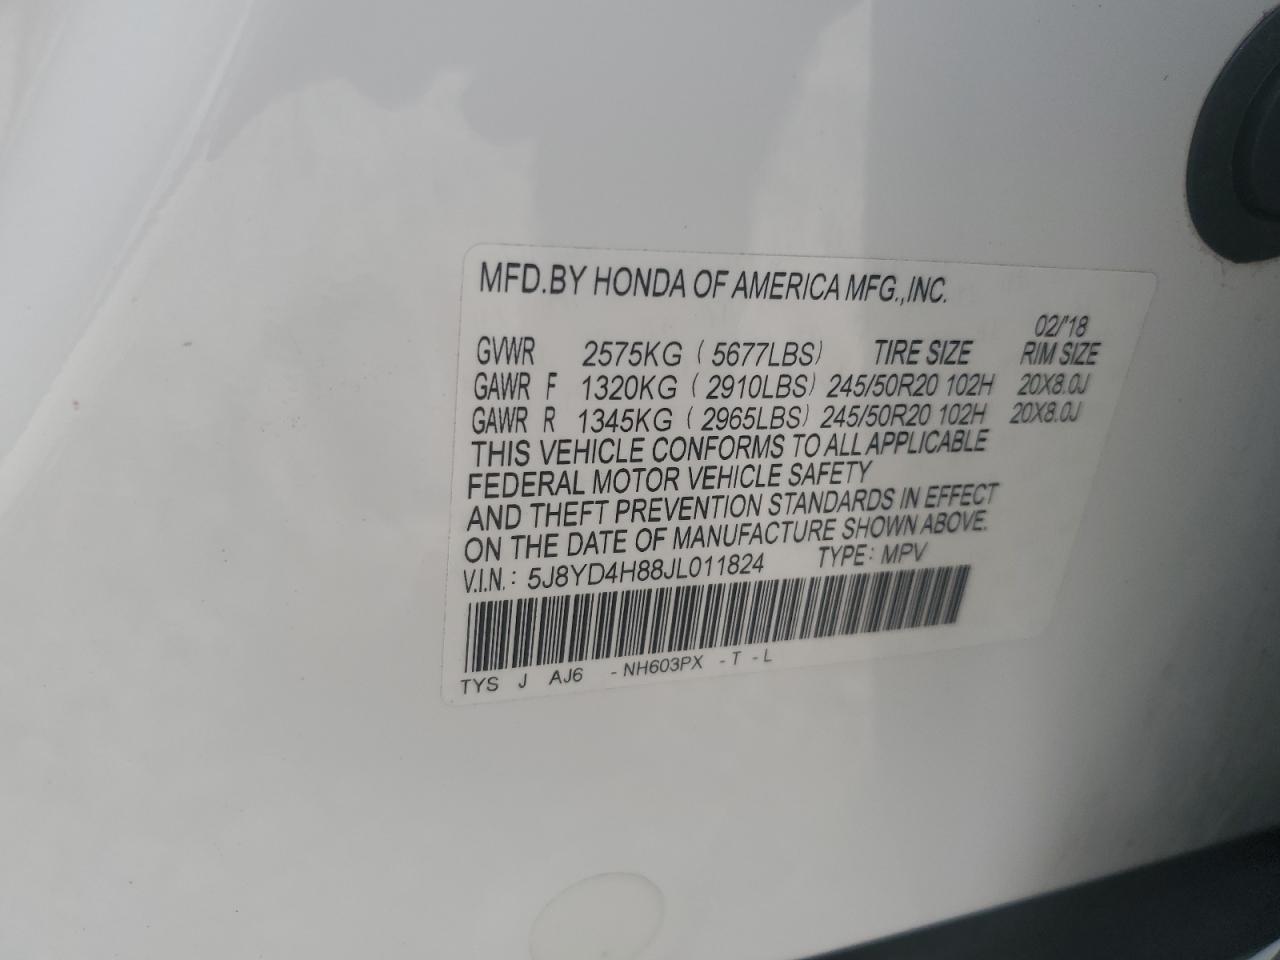 MFD.BY HONDA OF AMERICA MFG.,INC.
02/'18
GVWR 2575KG ( 5677LBS) TIRE SIZE RIM SIZE
GAWR F 1320KG ( 2910LBS) 245/50R20 102H 20X8.0J
GAWR R 1345KG ( 2965LBS) 245/50R20 102H 20X8.0J
THIS VEHICLE CONFORMS TO ALL APPLICABLE
FEDERAL MOTOR VEHICLE SAFETY
AND THEFT PREVENTION STANDARDS IN EFFECT
ON THE DATE OF MANUFACTURE SHOWN ABOVE.
V.I.N.: 5J8YD4H88JL011824 TYPE: MPV
TYS J AJ6 -NH603PX -T -L